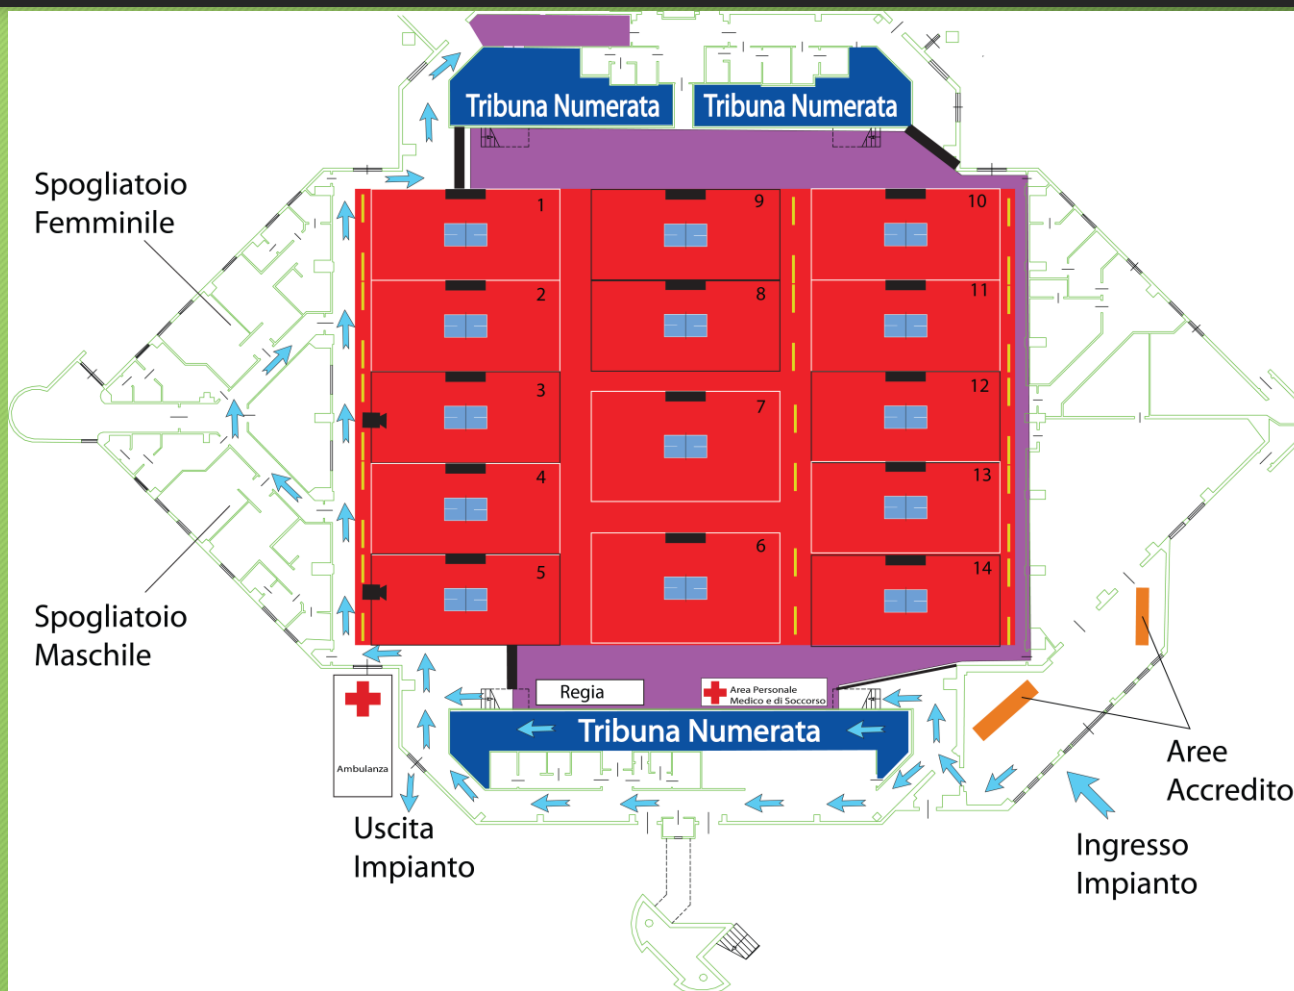 Tribuna Numerata
Tribuna Numerata
Spogliatoio
Femminile
1
9
10
2
8
11
3
7
12
4
13
5
6
14
Spogliatoio
Maschile
Regia
Area Personale
Medico e di Soccorso
Tribuna Numerata
Ambulanza
Aree
Accredito
Uscita
Impianto
Ingresso
Impianto